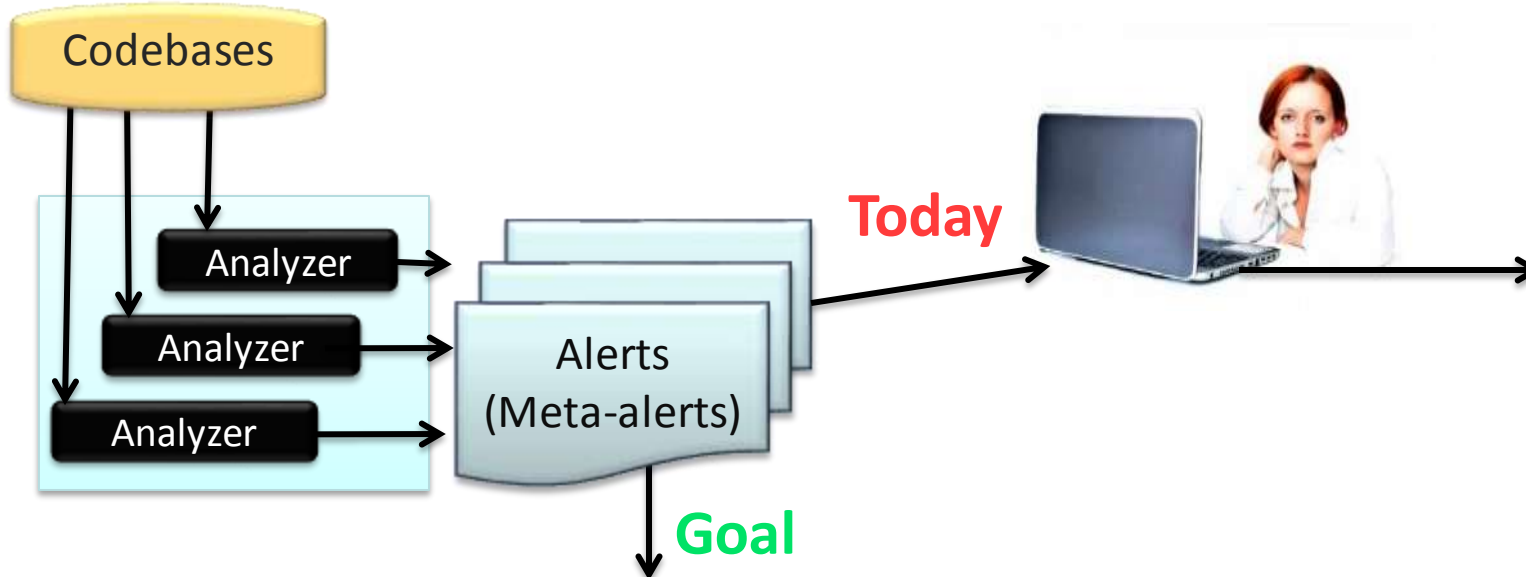 Codebases
Today
Analyzer
Analyzer
Alerts
(Meta-alerts)
Analyzer
Goal